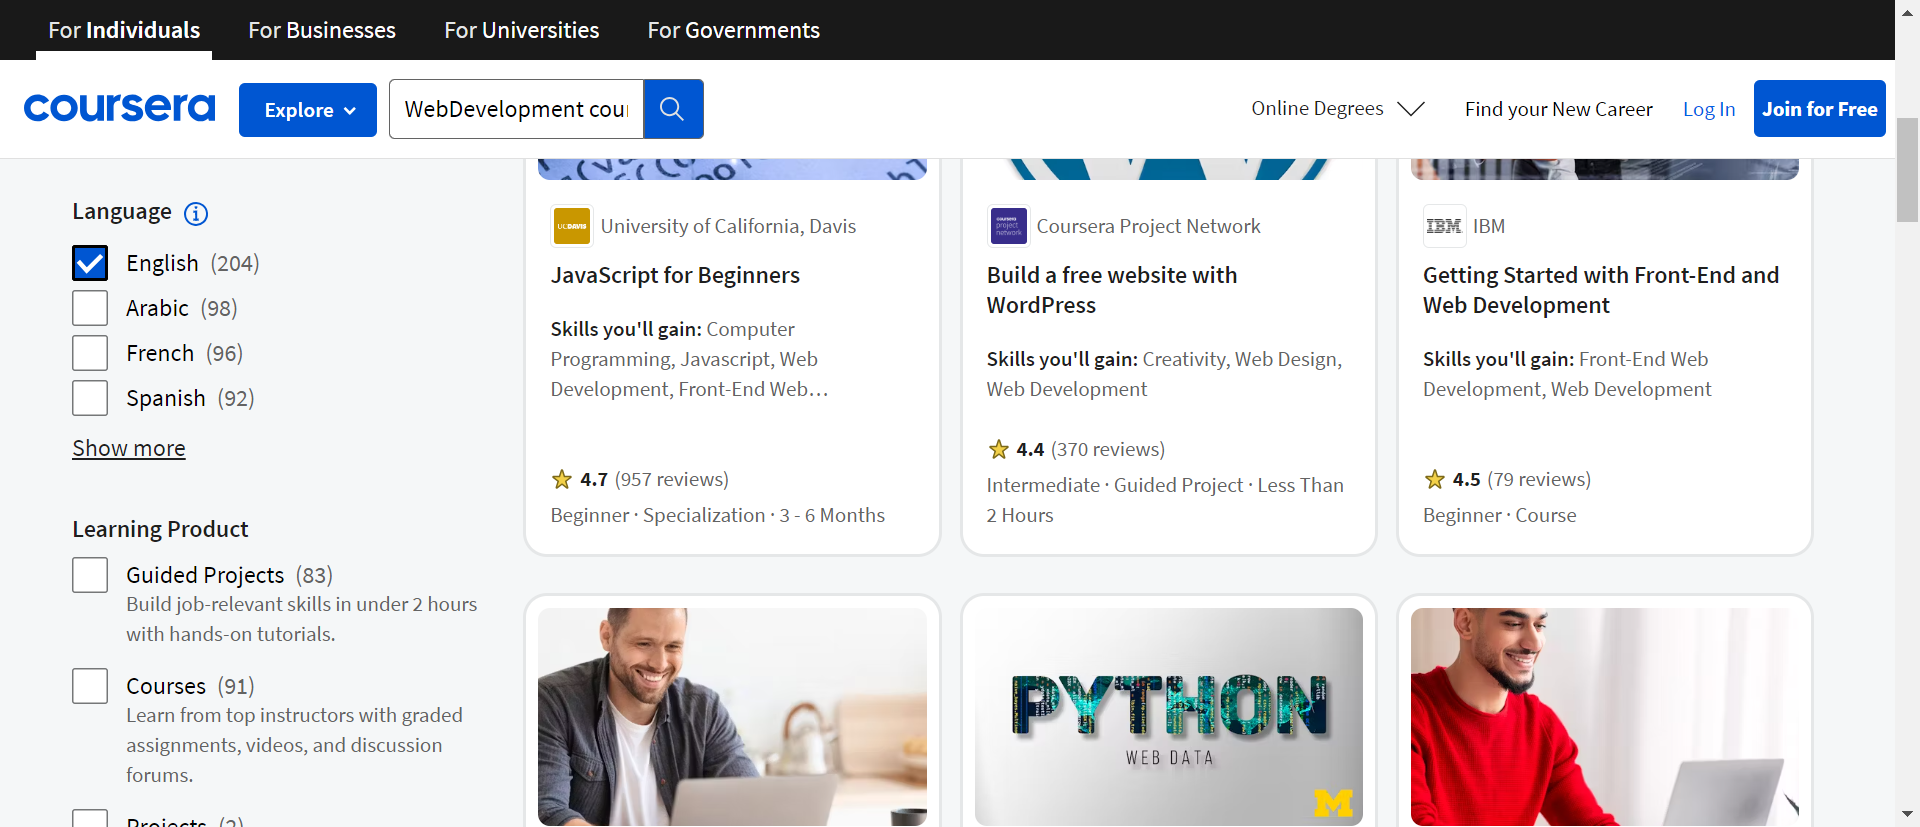 For Individuals
For Businesses
For Universities
For Governments
coursera
Explore
WebDevelopment cou
Online Degrees
Find your New Career
Log In
Join for Free
Language
English (204)
Arabic (98)
French (96)
Spanish (92)
Show more
Learning Product
Guided Projects (83)
Build job-relevant skills in under 2 hours
with hands-on tutorials.
Courses (91)
Learn from top instructors with graded
assignments, videos, and discussion
forums.
Projects (2)
UCDAVIS
University of California, Davis
JavaScript for Beginners
Skills you'll gain: Computer
Programming, Javascript, Web
Development, Front-End Web…
4.7 (957 reviews)
Beginner · Specialization · 3 - 6 Months
coursera
project
network
Coursera Project Network
Build a free website with
WordPress
Skills you'll gain: Creativity, Web Design,
Web Development
4.4 (370 reviews)
Intermediate · Guided Project · Less Than
2 Hours
IBM
IBM
Getting Started with Front-End and
Web Development
Skills you'll gain: Front-End Web
Development, Web Development
4.5 (79 reviews)
Beginner · Course
PYTHON
WEB DATA
M